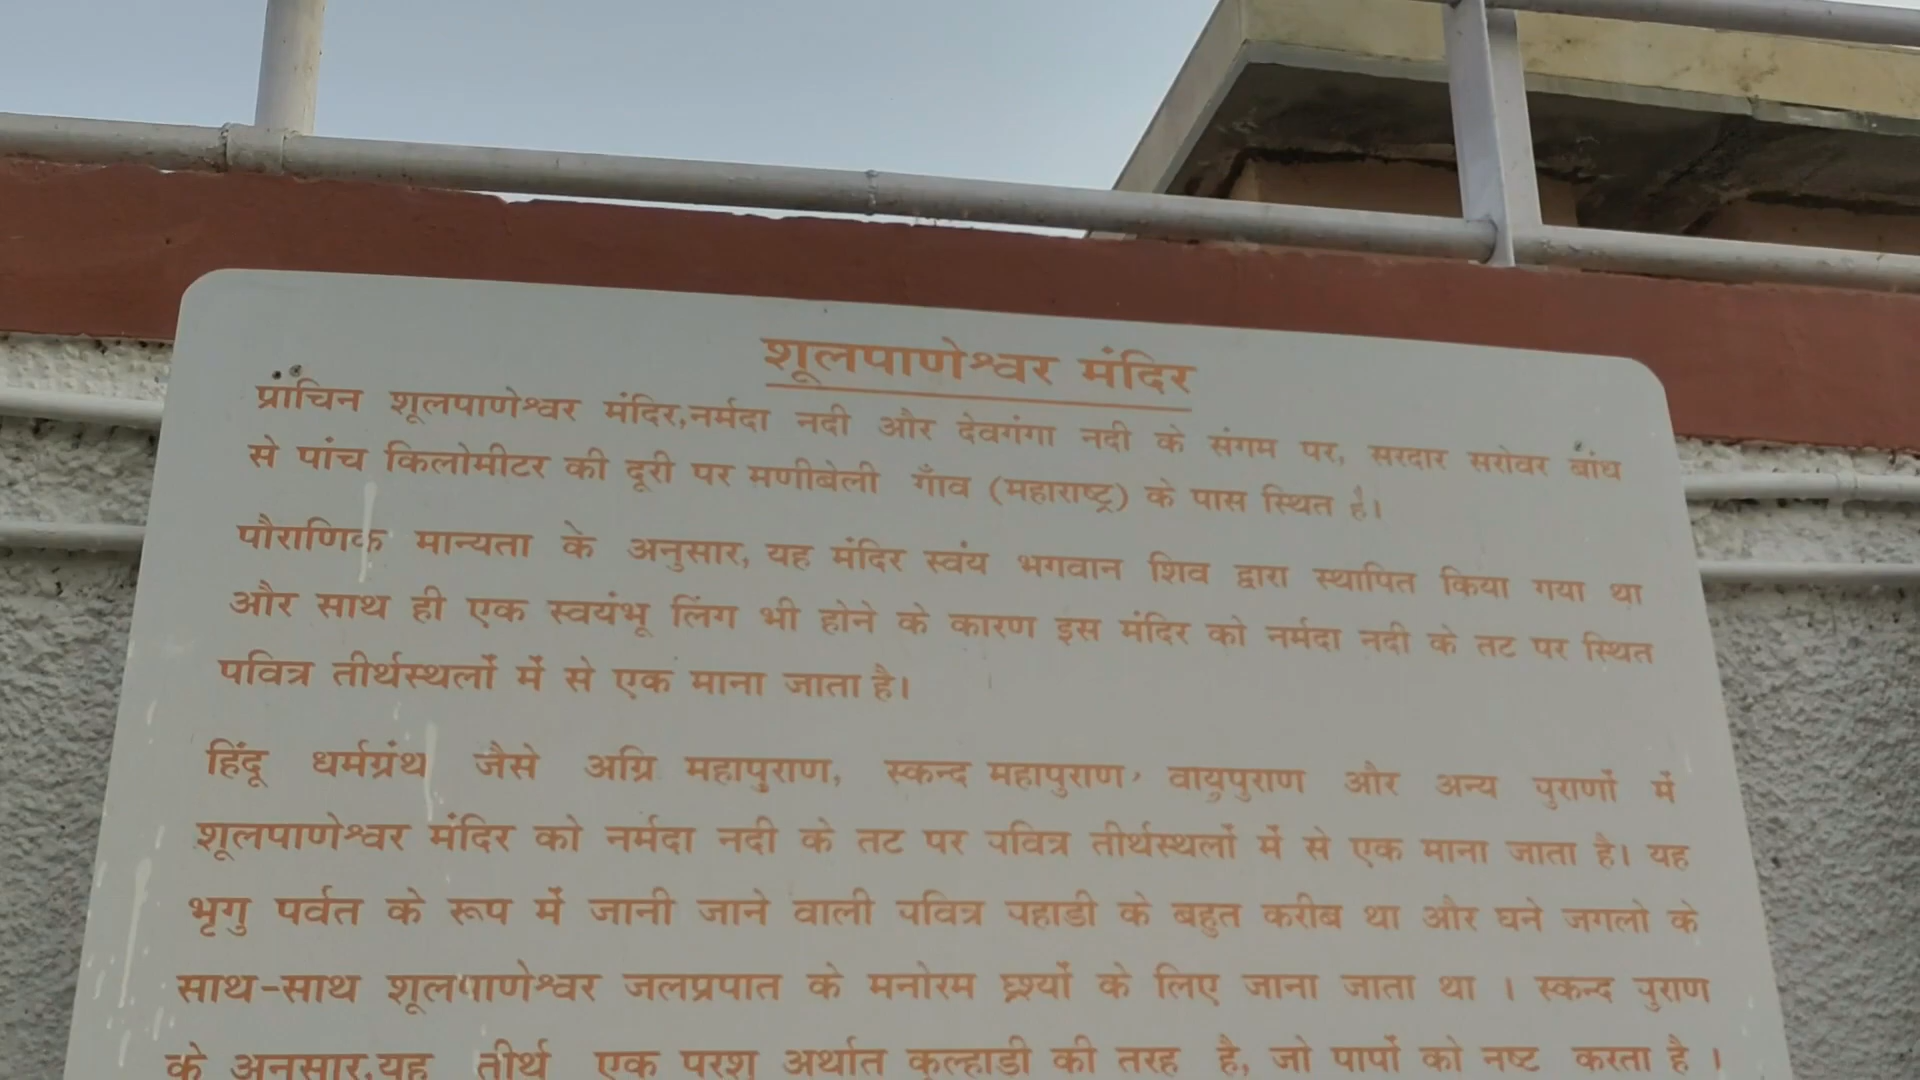 शूलपाणेश्वर मंदिर
प्रांचिन शूलपाणेश्वर मंदिर,नर्मदा नदी और देवगंगा नदी के संगम पर, सरदार सरोवर बांध
से पांच किलोमीटर की दूरी पर मणीबेली गाँव (महाराष्ट्र) के पास स्थित है।
पौराणिक मान्यता के अनुसार, यह मंदिर स्वंय भगवान शिव द्वारा स्थापित किया गया था
और साथ ही एक स्वयंभू लिंग भी होने के कारण इस मंदिर को नर्मदा नदी के तट पर स्थित
पवित्र तीर्थस्थलों में से एक माना जाता है।
हिंदू धर्मग्रंथ जैसे अग्रि महापुराण, स्कन्द महापुराण, वायुपुराण और अन्य पुराणों में
शूलपाणेश्वर मंदिर को नर्मदा नदी के तट पर पवित्र तीर्थस्थलों में से एक माना जाता है। यह
भृगु पर्वत के रूप में जानी जाने वाली पवित्र पहाडी के बहुत करीब था और घने जगलो के
साथ-साथ शूलपाणेश्वर जलप्रपात के मनोरम द्रश्यों के लिए जाना जाता था । स्कन्द पुराण
के अनुसार,यह तीर्थ एक परशु अर्थात कुल्हाडी की तरह है, जो पापों को नष्ट करता है ।